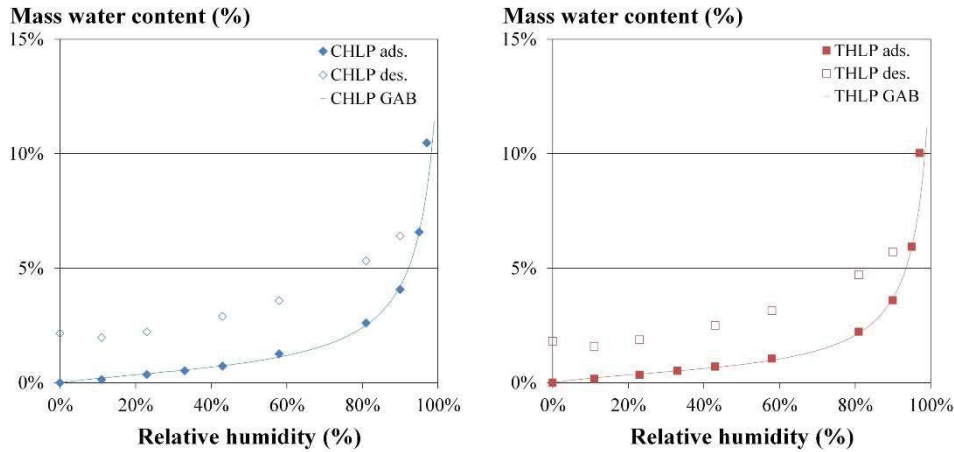 Mass water content (%)
15%
10%
5%
0%
CHLP ads.
CHLP des.
CHLP GAB
0% 20% 40% 60% 80% 100%
Relative humidity (%)
Mass water content (%)
15%
10%
5%
0%
THLP ads.
THLP des.
THLP GAB
0% 20% 40% 60% 80% 100%
Relative humidity (%)